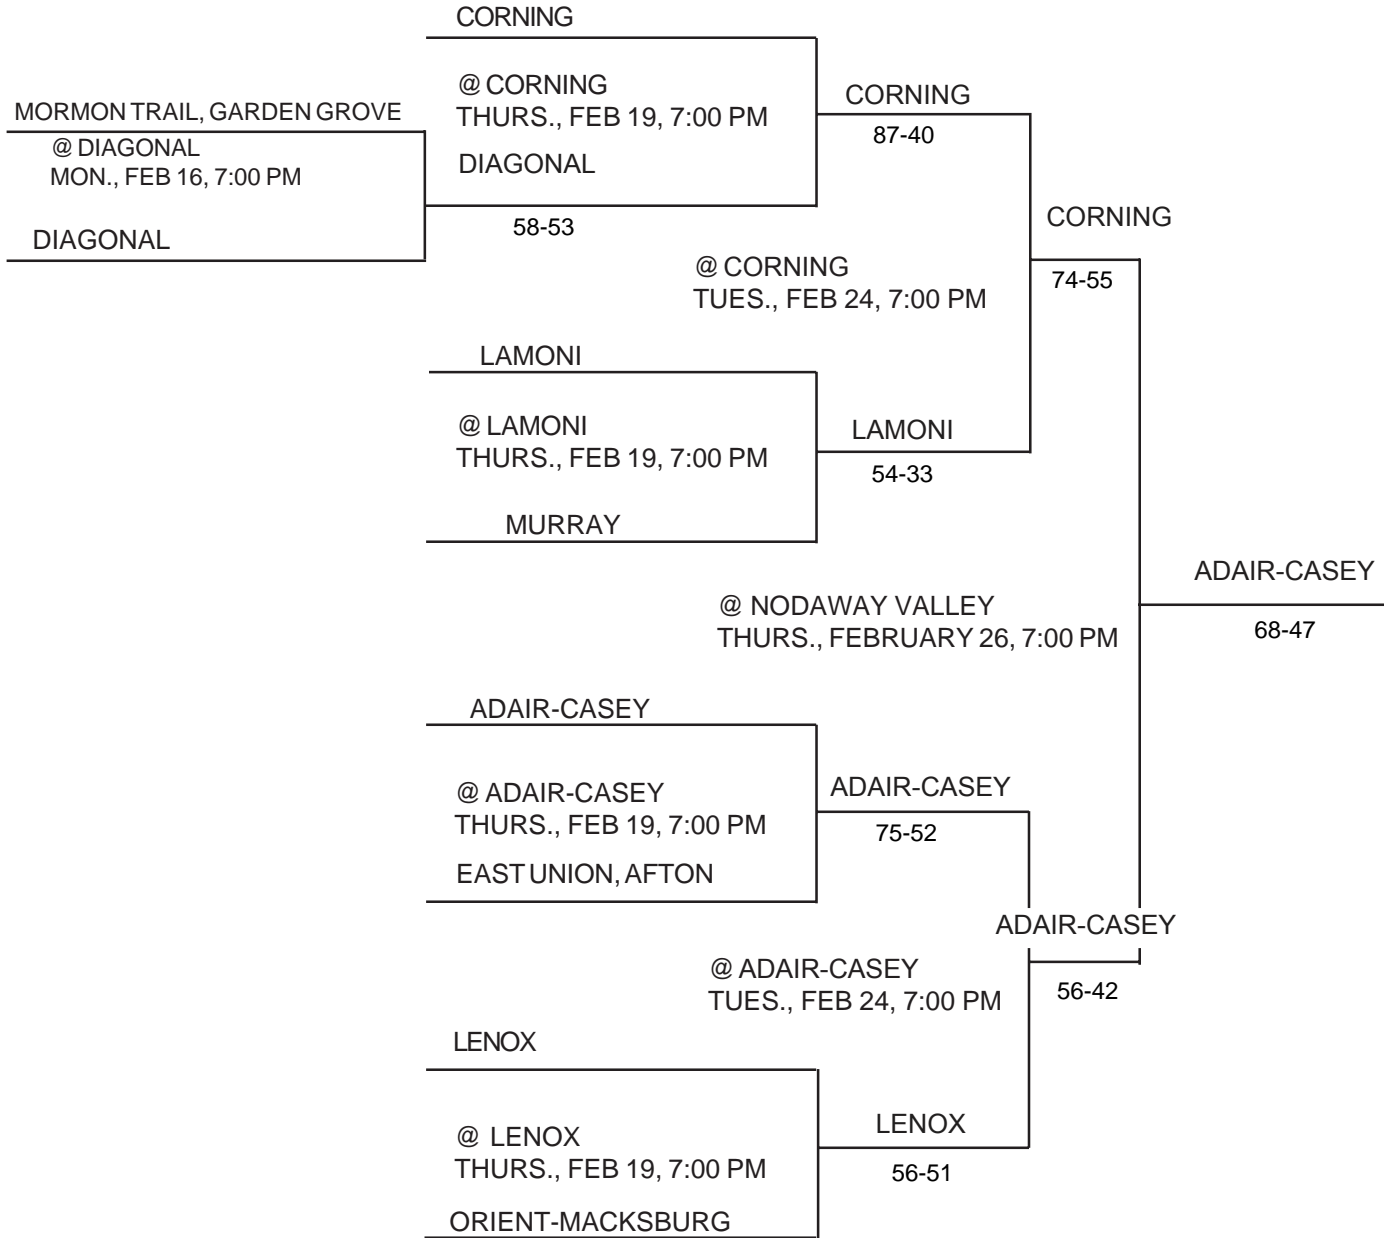 CORNING
@ CORNING
THURS., FEB 19, 7:00 PM
DIAGONAL
MORMON TRAIL, GARDEN GROVE
@ DIAGONAL
MON., FEB 16, 7:00 PM
DIAGONAL
58-53
CORNING
87-40
CORNING
74-55
@ CORNING
TUES., FEB 24, 7:00 PM
LAMONI
@ LAMONI
THURS., FEB 19, 7:00 PM
MURRAY
LAMONI
54-33
@ NODAWAY VALLEY
THURS., FEBRUARY 26, 7:00 PM
ADAIR-CASEY
68-47
ADAIR-CASEY
@ ADAIR-CASEY
THURS., FEB 19, 7:00 PM
EAST UNION, AFTON
ADAIR-CASEY
75-52
ADAIR-CASEY
56-42
@ ADAIR-CASEY
TUES., FEB 24, 7:00 PM
LENOX
@ LENOX
THURS., FEB 19, 7:00 PM
ORIENT-MACKSBURG
LENOX
56-51